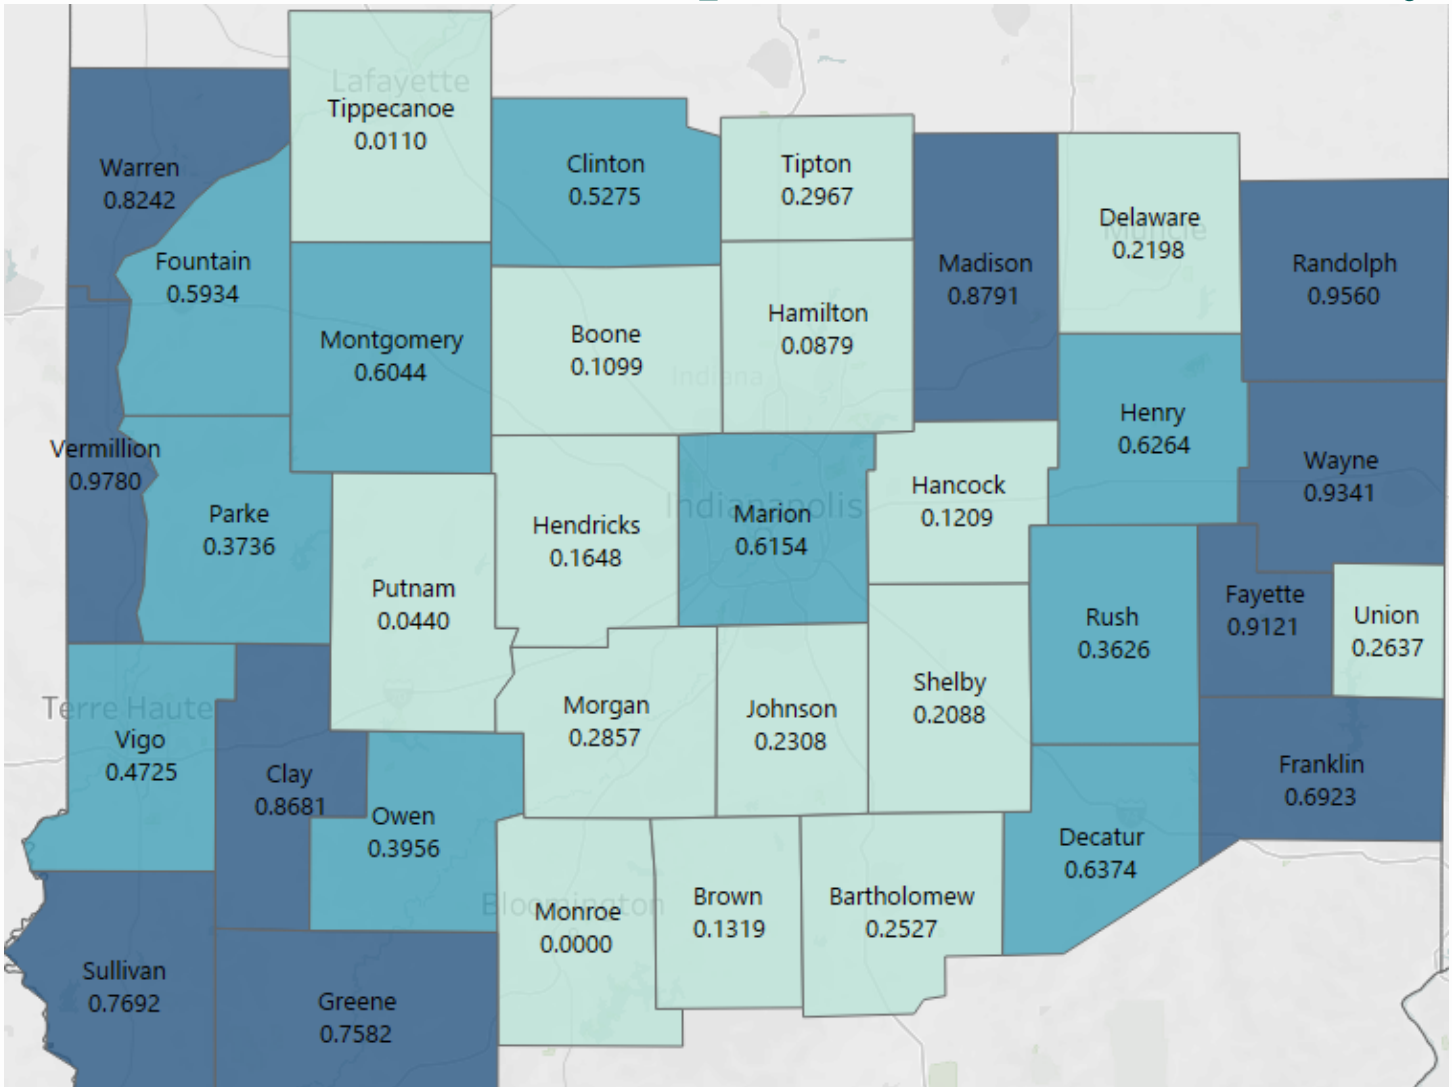 Lafayette
Tippecanoe
0.0110
Warren
0.8242
Clinton
0.5275
Tipton
0.2967
Delaware
Muncie
0.2198
Fountain
0.5934
Madison
0.8791
Randolph
0.9560
Montgomery
0.6044
Boone
0.1099
Hamilton
0.0879
Indiana
Henry
0.6264
Vermillion
0.9780
Wayne
0.9341
Parke
0.3736
Hendricks
0.1648
Indianapolis
Marion
0.6154
Hancock
0.1209
Putnam
0.0440
Rush
0.3626
Fayette
0.9121
Union
0.2637
Terre Haute
Vigo
0.4725
Clay
0.8681
Morgan
0.2857
Johnson
0.2308
Shelby
0.2088
Franklin
0.6923
Owen
0.3956
Decatur
0.6374
Bloomington
Monroe
0.0000
Brown
0.1319
Bartholomew
0.2527
Sullivan
0.7692
Greene
0.7582